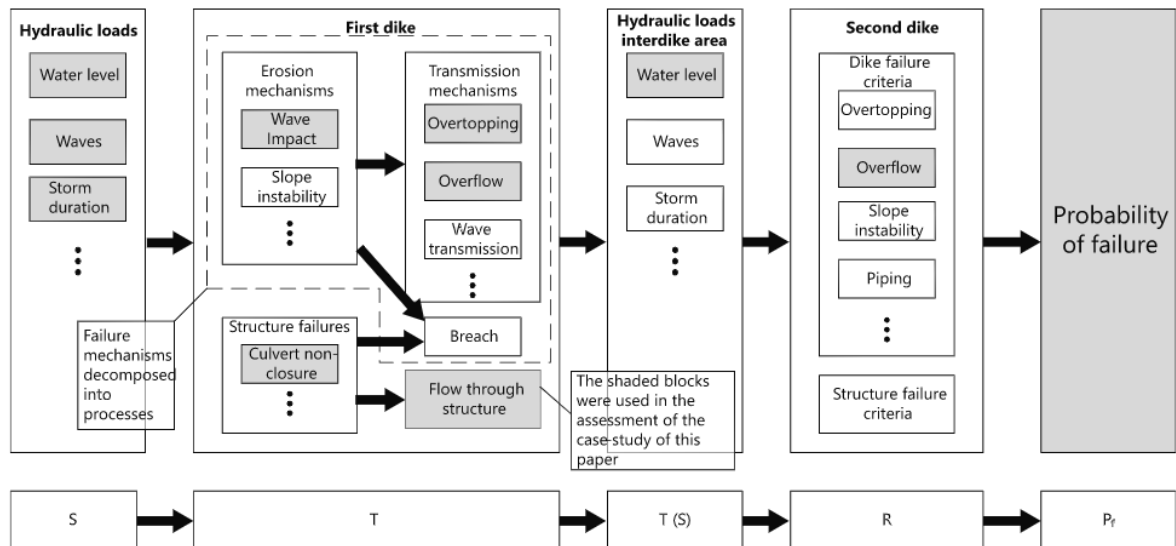 Hydraulic loads
Water level
Waves
Storm
duration
First dike
Erosion
mechanisms
Wave
Impact
Slope
instability
Transmission
mechanisms
Overtopping
Overflow
Wave
transmission
Breach
Structure failures
Culvert non-
closure
Flow through
structure
Failure
mechanisms
decomposed
into
processes
The shaded blocks
were used in the
assessment of the
case-study of this
paper
Hydraulic loads
interdike area
Water level
Waves
Storm
duration
Second dike
Dike failure
criteria
Overtopping
Overflow
Slope
instability
Piping
Structure failure
criteria
Probability
of failure
S
T
T (S)
R
Pf